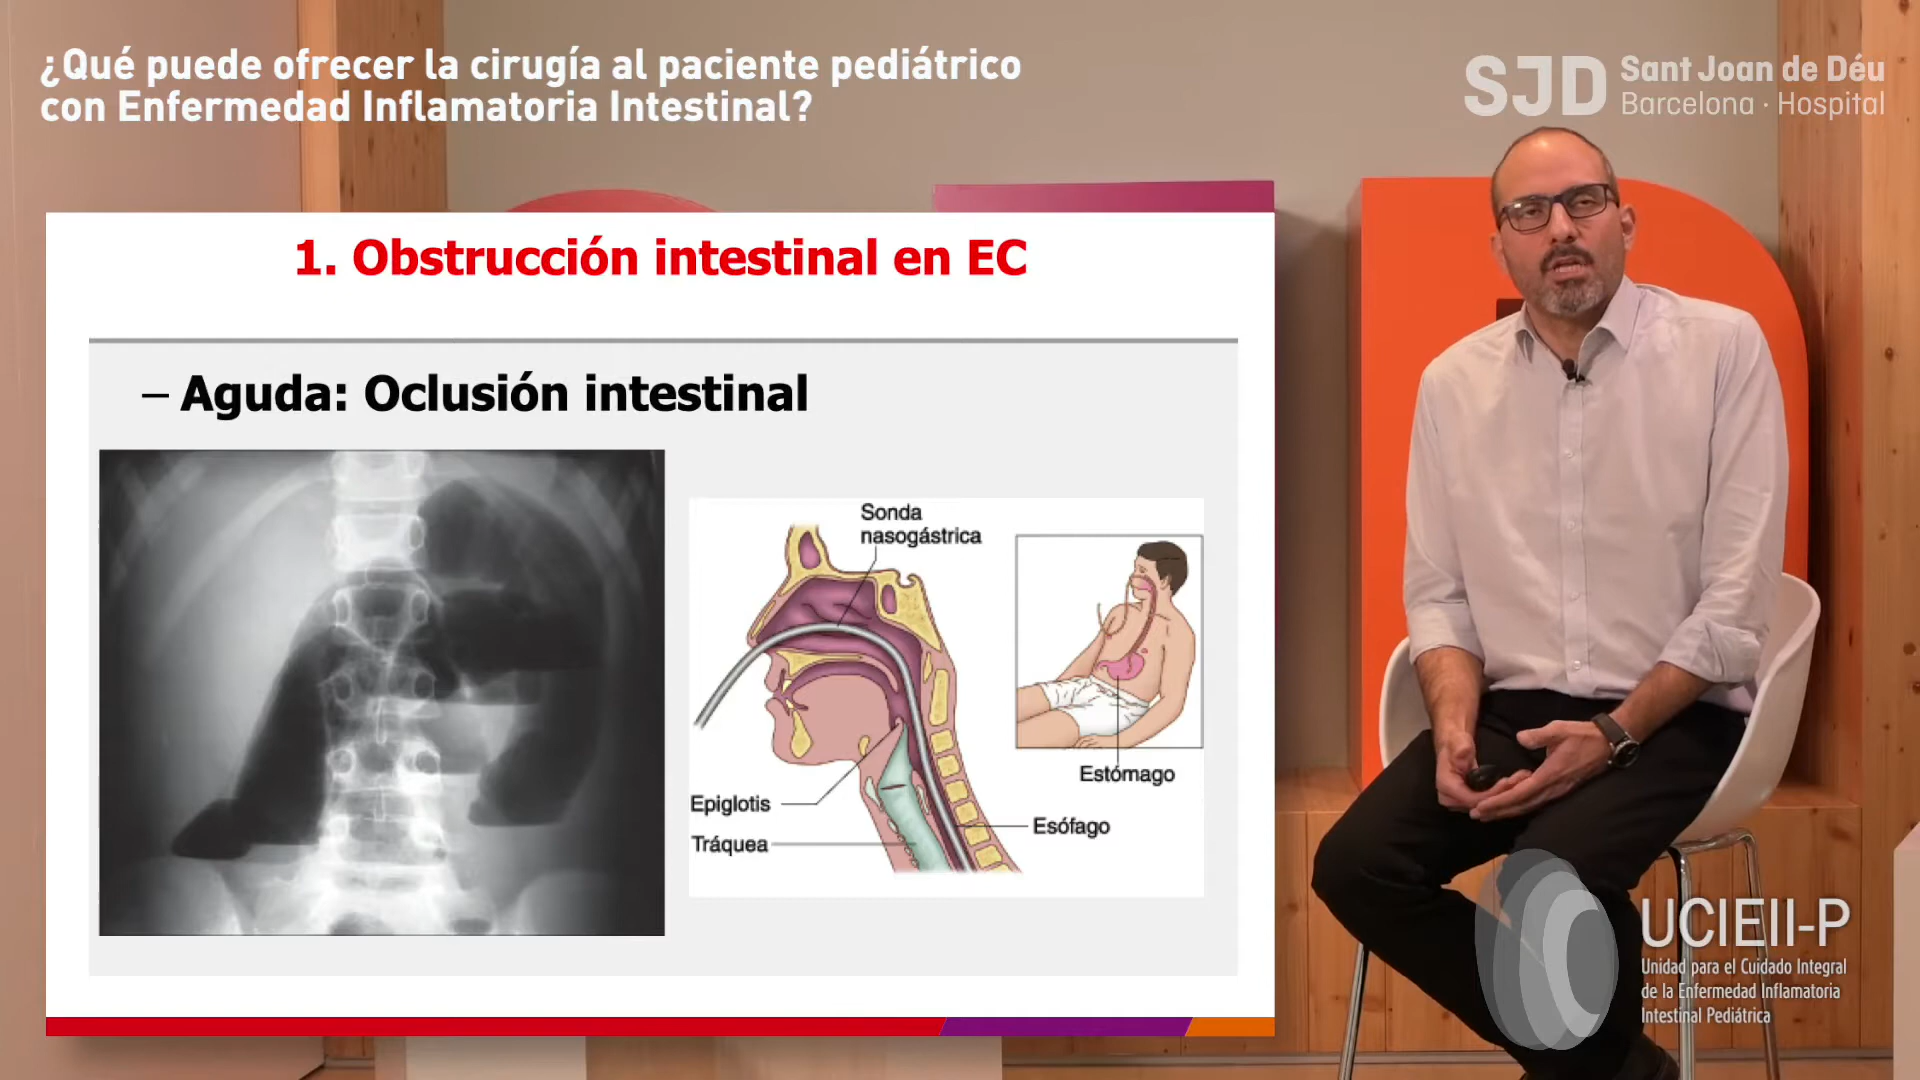 ¿Qué puede ofrecer la cirugía al paciente pediátrico
con Enfermedad Inflamatoria Intestinal?
SJD
Sant Joan de Déu
Barcelona · Hospital
1. Obstrucción intestinal en EC
– Aguda: Oclusión intestinal
Sonda
nasogástrica
Estómago
Epiglotis
Esófago
Tráquea
UCIEII-P
Unidad para el Cuidado Integral
de la Enfermedad Inflamatoria
Intestinal Pediátrica